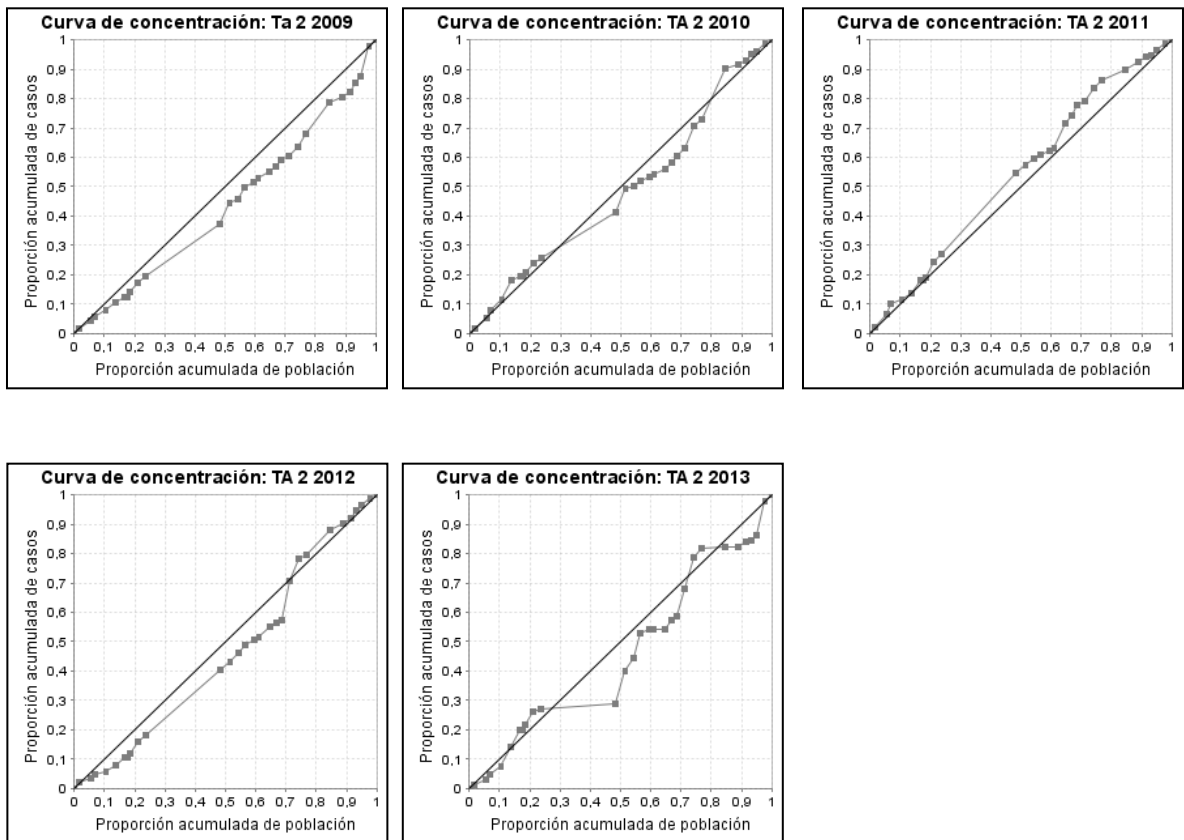 Curva de concentración: Ta 2 2009
Proporción acumulada de casos
1
0,9
0,8
0,7
0,6
0,5
0,4
0,3
0,2
0,1
0
0 0,1 0,2 0,3 0,4 0,5 0,6 0,7 0,8 0,9 1
Proporción acumulada de población
Curva de concentración: TA 2 2010
Proporción acumulada de casos
1
0,9
0,8
0,7
0,6
0,5
0,4
0,3
0,2
0,1
0
0 0,1 0,2 0,3 0,4 0,5 0,6 0,7 0,8 0,9 1
Proporción acumulada de población
Curva de concentración: TA 2 2011
Proporción acumulada de casos
1
0,9
0,8
0,7
0,6
0,5
0,4
0,3
0,2
0,1
0
0 0,1 0,2 0,3 0,4 0,5 0,6 0,7 0,8 0,9 1
Proporción acumulada de población
Curva de concentración: TA 2 2012
Proporción acumulada de casos
1
0,9
0,8
0,7
0,6
0,5
0,4
0,3
0,2
0,1
0
0 0,1 0,2 0,3 0,4 0,5 0,6 0,7 0,8 0,9 1
Proporción acumulada de población
Curva de concentración: TA 2 2013
Proporción acumulada de casos
1
0,9
0,8
0,7
0,6
0,5
0,4
0,3
0,2
0,1
0
0 0,1 0,2 0,3 0,4 0,5 0,6 0,7 0,8 0,9 1
Proporción acumulada de población